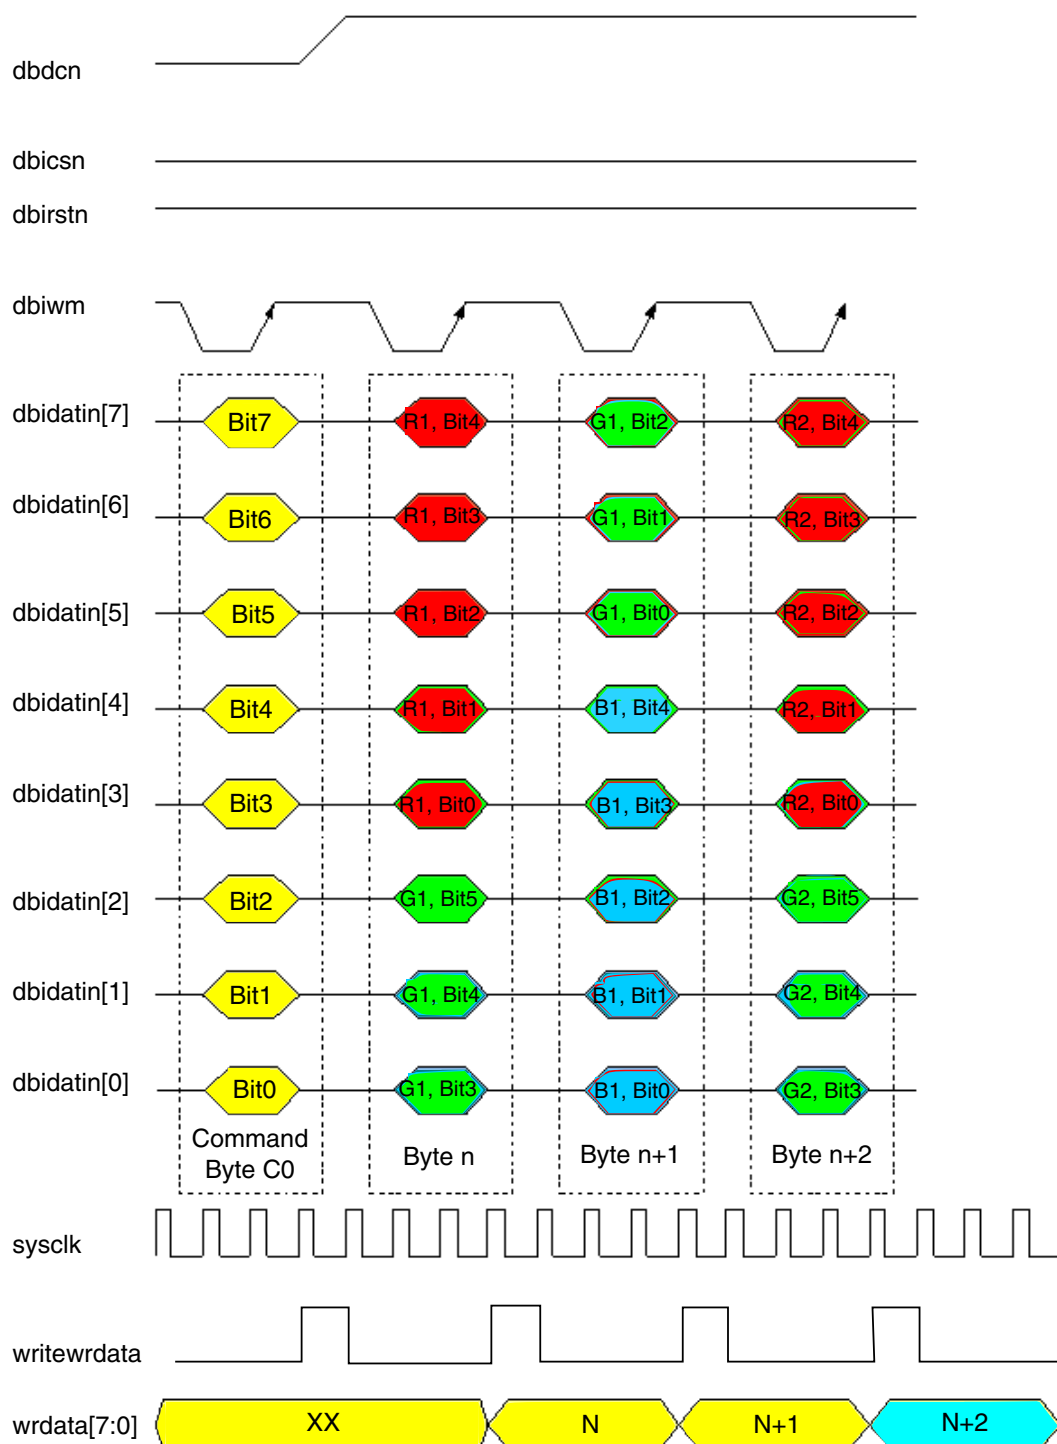 dbdcn
dbicsn
dbirstn
dbiwm
dbidatin[7] Bit7 R1, Bit4 G1, Bit2 R2, Bit4
dbidatin[6] Bit6 R1, Bit3 G1, Bit1 R2, Bit3
dbidatin[5] Bit5 R1, Bit2 G1, Bit0 R2, Bit2
dbidatin[4] Bit4 R1, Bit1 B1, Bit4 R2, Bit1
dbidatin[3] Bit3 R1, Bit0 B1, Bit3 R2, Bit0
dbidatin[2] Bit2 G1, Bit5 B1, Bit2 G2, Bit5
dbidatin[1] Bit1 G1, Bit4 B1, Bit1 G2, Bit4
dbidatin[0] Bit0 G1, Bit3 B1, Bit0 G2, Bit3
Command
Byte C0 Byte n Byte n+1 Byte n+2
sysclk
writewrdata
wrdata[7:0] XX N N+1 N+2